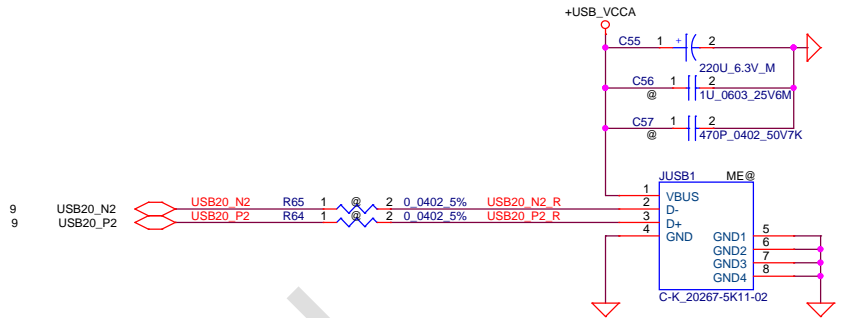 +USB_VCCA
C55 1 + 2
220U_6.3V_M
C56 1 2
@ 1U_0603_25V6M
C57 1 2
@ 470P_0402_50V7K
JUSB1 ME@
9 USB20_N2 USB20_N2 R65 1 @ 2 0_0402_5% USB20_N2_R
9 USB20_P2 USB20_P2 R64 1 @ 2 0_0402_5% USB20_P2_R
1 VBUS
2 D-
3 D+
4 GND
GND1 5
GND2 6
GND3 7
GND4 8
C-K_20267-5K11-02